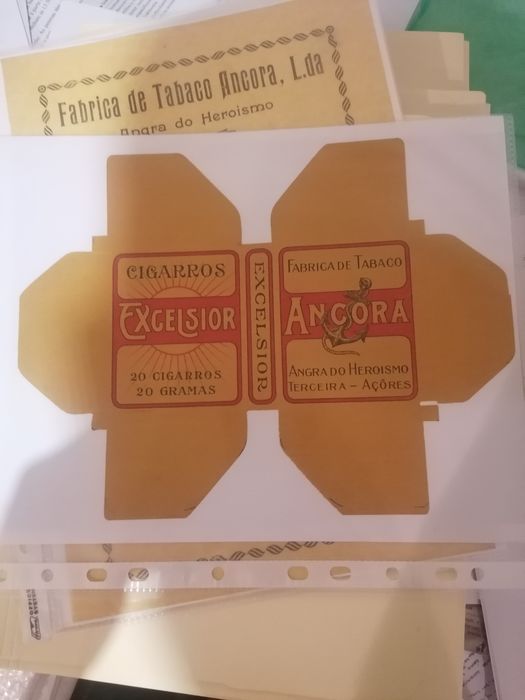 Fabrica de Tabaco Ancora, L.da
Angra do Heroismo
CIGARROS
EXCELSIOR
20 CIGARROS
20 GRAMAS
EXCELSIOR
FABRICA DE TABACO
ANCORA
ANGRA DO HEROISMO
TERCEIRA – AÇÔRES